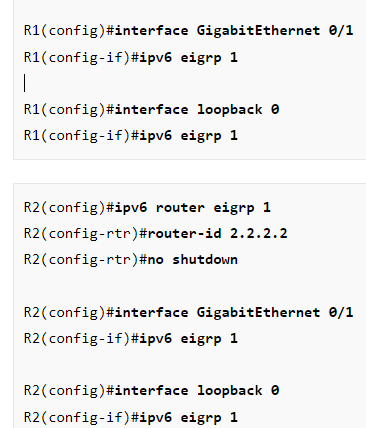 R1(config)#interface GigabitEthernet 0/1
R1(config-if)#ipv6 eigrp 1
R1(config)#interface loopback 0
R1(config-if)#ipv6 eigrp 1
R2(config)#ipv6 router eigrp 1
R2(config-rtr)#router-id 2.2.2.2
R2(config-rtr)#no shutdown
R2(config)#interface GigabitEthernet 0/1
R2(config-if)#ipv6 eigrp 1
R2(config)#interface loopback 0
R2(config-if)#ipv6 eigrp 1